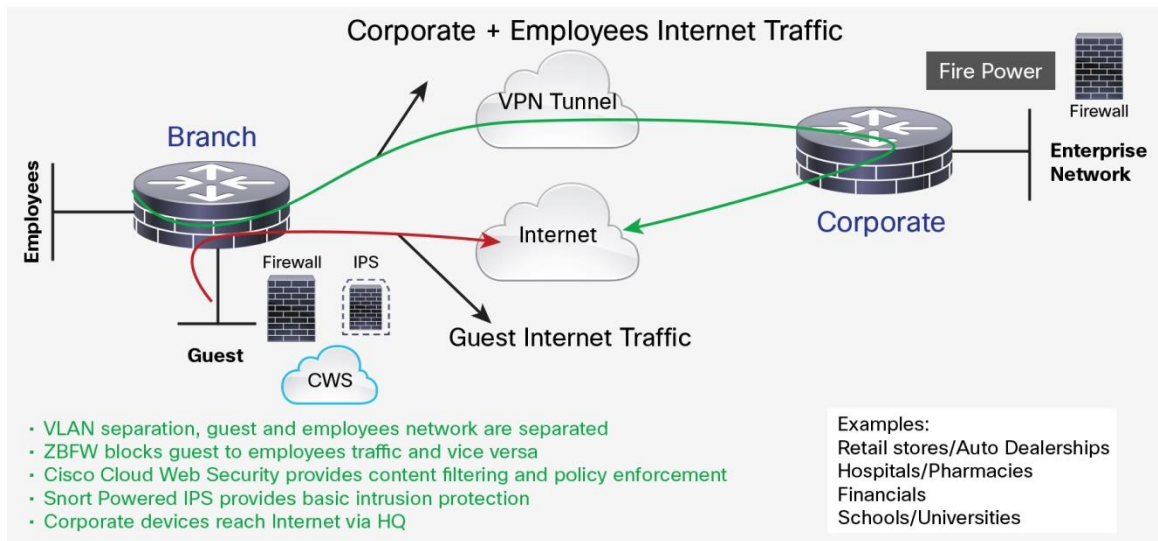 Corporate + Employees Internet Traffic
Fire Power
VPN Tunnel
Firewall
Branch
Employees
Enterprise
Network
Corporate
Internet
Firewall
IPS
Guest Internet Traffic
Guest
CWS
· VLAN separation, guest and employees network are separated
· ZBFW blocks guest to employees traffic and vice versa
· Cisco Cloud Web Security provides content filtering and policy enforcement
· Snort Powered IPS provides basic intrusion protection
· Corporate devices reach Internet via HQ
Examples:
Retail stores/Auto Dealerships
Hospitals/Pharmacies
Financials
Schools/Universities